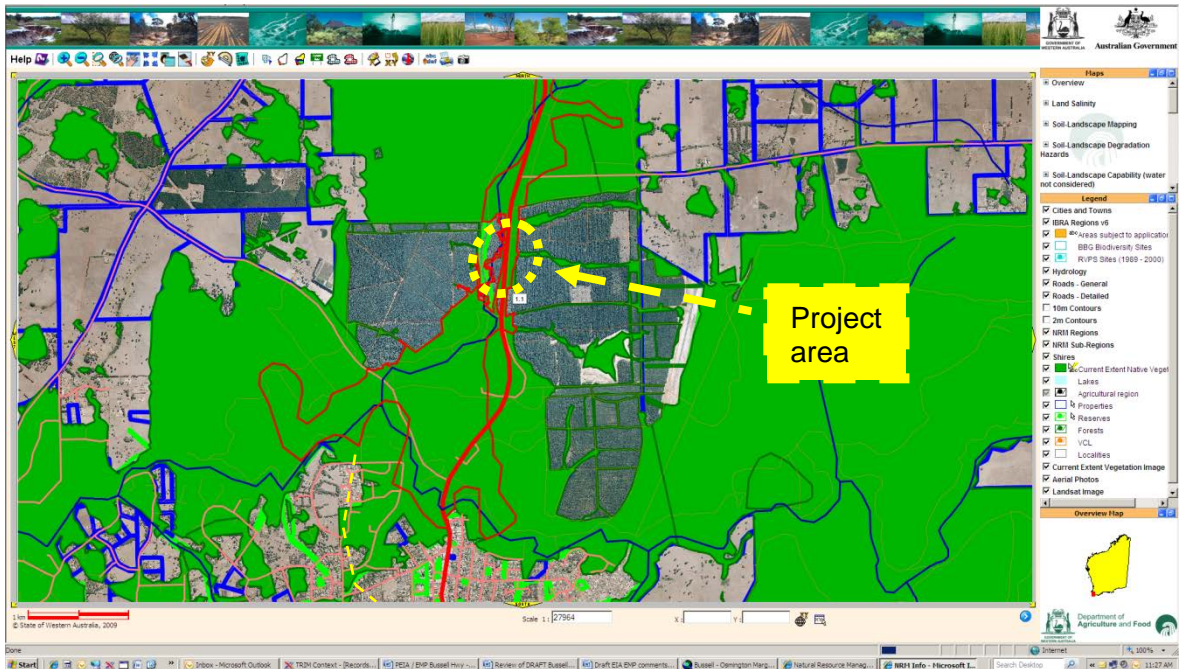 GOVERNMENT OF
WESTERN AUSTRALIA
Australian Government
Help
Maps
Overview
Land Salinity
Soil-Landscape Mapping
Soil-Landscape Degradation
Hazards
Soil-Landscape Capability (water
not considered)
Legend
Cities and Towns
IBRA Regions v6
abc Areas subject to application
BBG Biodiversity Sites
RVPS Sites (1989 - 2000)
Hydrology
Roads - General
Roads - Detailed
10m Contours
2m Contours
NRM Regions
NRM Sub-Regions
Shires
Current Extent Native Veget
Lakes
Agricultural region
Properties
Reserves
Forests
VCL
Localities
Current Extent Vegetation Image
Aerial Photos
Landsat Image
Overview Map
NORTH
1.1
Project
area
SOUTH
1 km
© State of Western Australia, 2009
Scale 1: 27964
X:
Y:
Department of
Agriculture and Food
Done
Internet
100%
Start
Inbox - Microsoft Outlook
TRIM Context - [Records...
PEIA / EMP Bussell Hwy -...
Review of DRAFT Bussel...
Draft EIA EMP comments...
Bussell - Osmington Marg...
Natural Resource Manag...
NRM Info - Microsoft I...
Search Desktop
11:27 AM